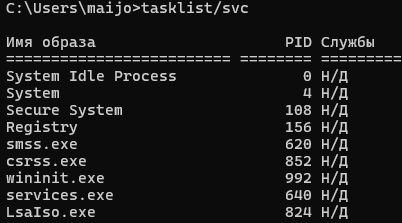 C:\Users\maijo>tasklist/svc
Имя образа PID Службы
========================= ======== =========
System Idle Process 0 Н/Д
System 4 Н/Д
Secure System 108 Н/Д
Registry 156 Н/Д
smss.exe 620 Н/Д
csrss.exe 852 Н/Д
wininit.exe 992 Н/Д
services.exe 640 Н/Д
LsaIso.exe 824 Н/Д